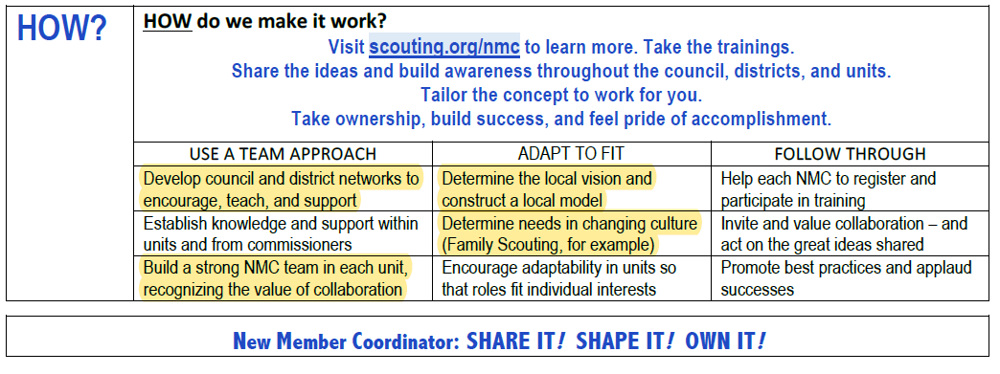 HOW?
HOW do we make it work?
Visit scouting.org/nmc to learn more. Take the trainings.
Share the ideas and build awareness throughout the council, districts, and units.
Tailor the concept to work for you.
Take ownership, build success, and feel pride of accomplishment.
USE A TEAM APPROACH
Develop council and district networks to
encourage, teach, and support
Establish knowledge and support within
units and from commissioners
Build a strong NMC team in each unit,
recognizing the value of collaboration
ADAPT TO FIT
Determine the local vision and
construct a local model
Determine needs in changing culture
(Family Scouting, for example)
Encourage adaptability in units so
that roles fit individual interests
FOLLOW THROUGH
Help each NMC to register and
participate in training
Invite and value collaboration – and
act on the great ideas shared
Promote best practices and applaud
successes
New Member Coordinator: SHARE IT! SHAPE IT! OWN IT!